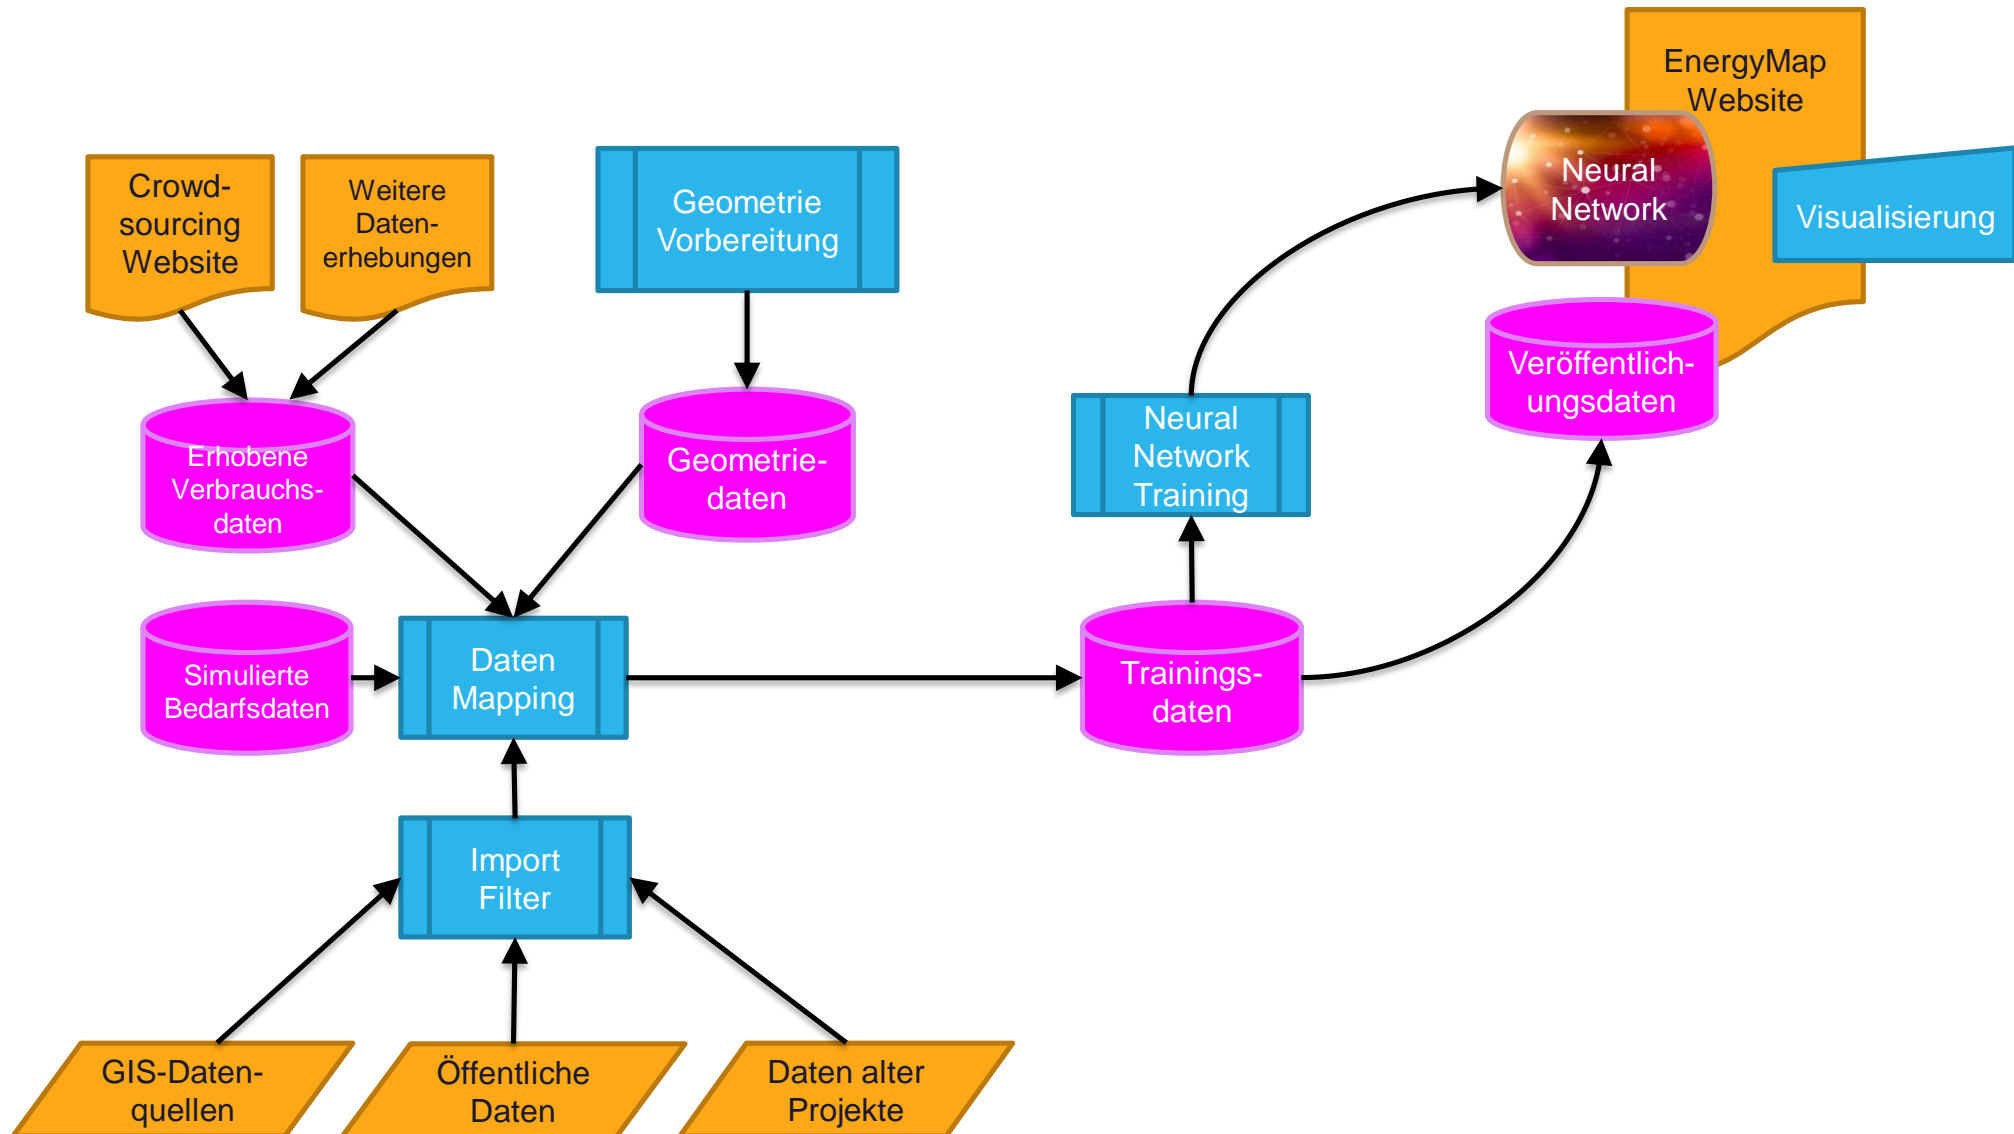 EnergyMap
Website
Neural
Network
Visualisierung
Crowd-
sourcing
Website
Weitere
Daten-
erhebungen
Geometrie
Vorbereitung
Veröffentlich-
ungsdaten
Erhobene
Verbrauchs-
daten
Geometrie-
daten
Neural
Network
Training
Simulierte
Bedarfsdaten
Daten
Mapping
Trainings-
daten
Import
Filter
GIS-Daten-
quellen
Öffentliche
Daten
Daten alter
Projekte